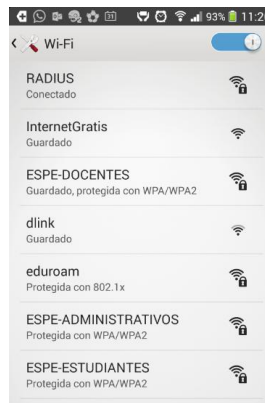 93% 11:20
Wi-Fi
RADIUS
Conectado
InternetGratis
Guardado
ESPE-DOCENTES
Guardado, protegida con WPA/WPA2
dlink
Guardado
eduroam
Protegida con 802.1x
ESPE-ADMINISTRATIVOS
Protegida con WPA/WPA2
ESPE-ESTUDIANTES
Protegida con WPA/WPA2